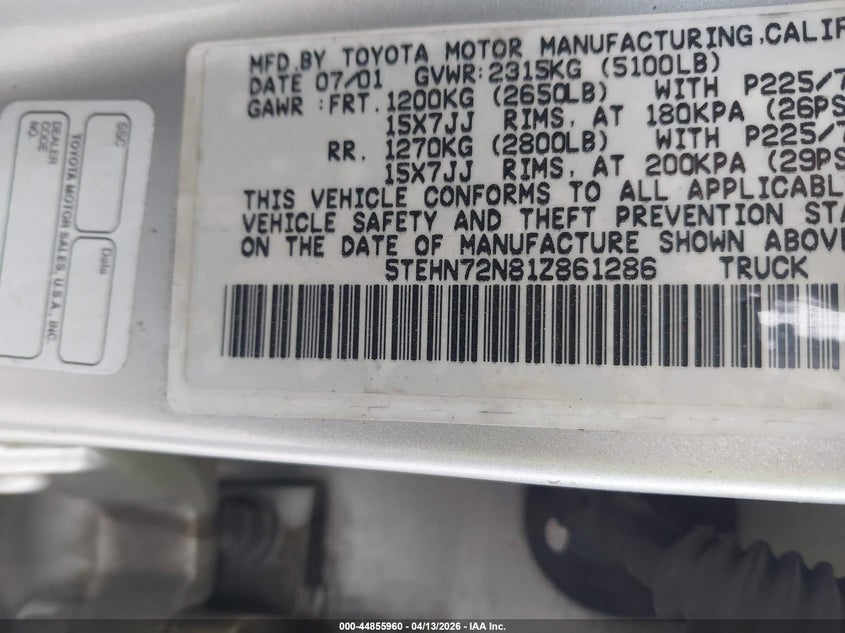 MFD.BY TOYOTA MOTOR MANUFACTURING,CALIF
DATE 07/01 GVWR:2315KG (5100LB)
GAWR :FRT. 1200KG (2650LB) WITH P225/7
15X7JJ RIMS, AT 180KPA (26PS
RR. 1270KG (2800LB) WITH P225/7
15X7JJ RIMS, AT 200KPA (29PS
THIS VEHICLE CONFORMS TO ALL APPLICABL
VEHICLE SAFETY AND THEFT PREVENTION STA
ON THE DATE OF MANUFACTURE SHOWN ABOV
5TEHN72N81Z861286 TRUCK
SSC
Date
TOYOTA MOTOR SALES, U.S.A., INC.
DEALER
CODE
NO
000-44855960 | 04/13/2026 | IAA Inc.